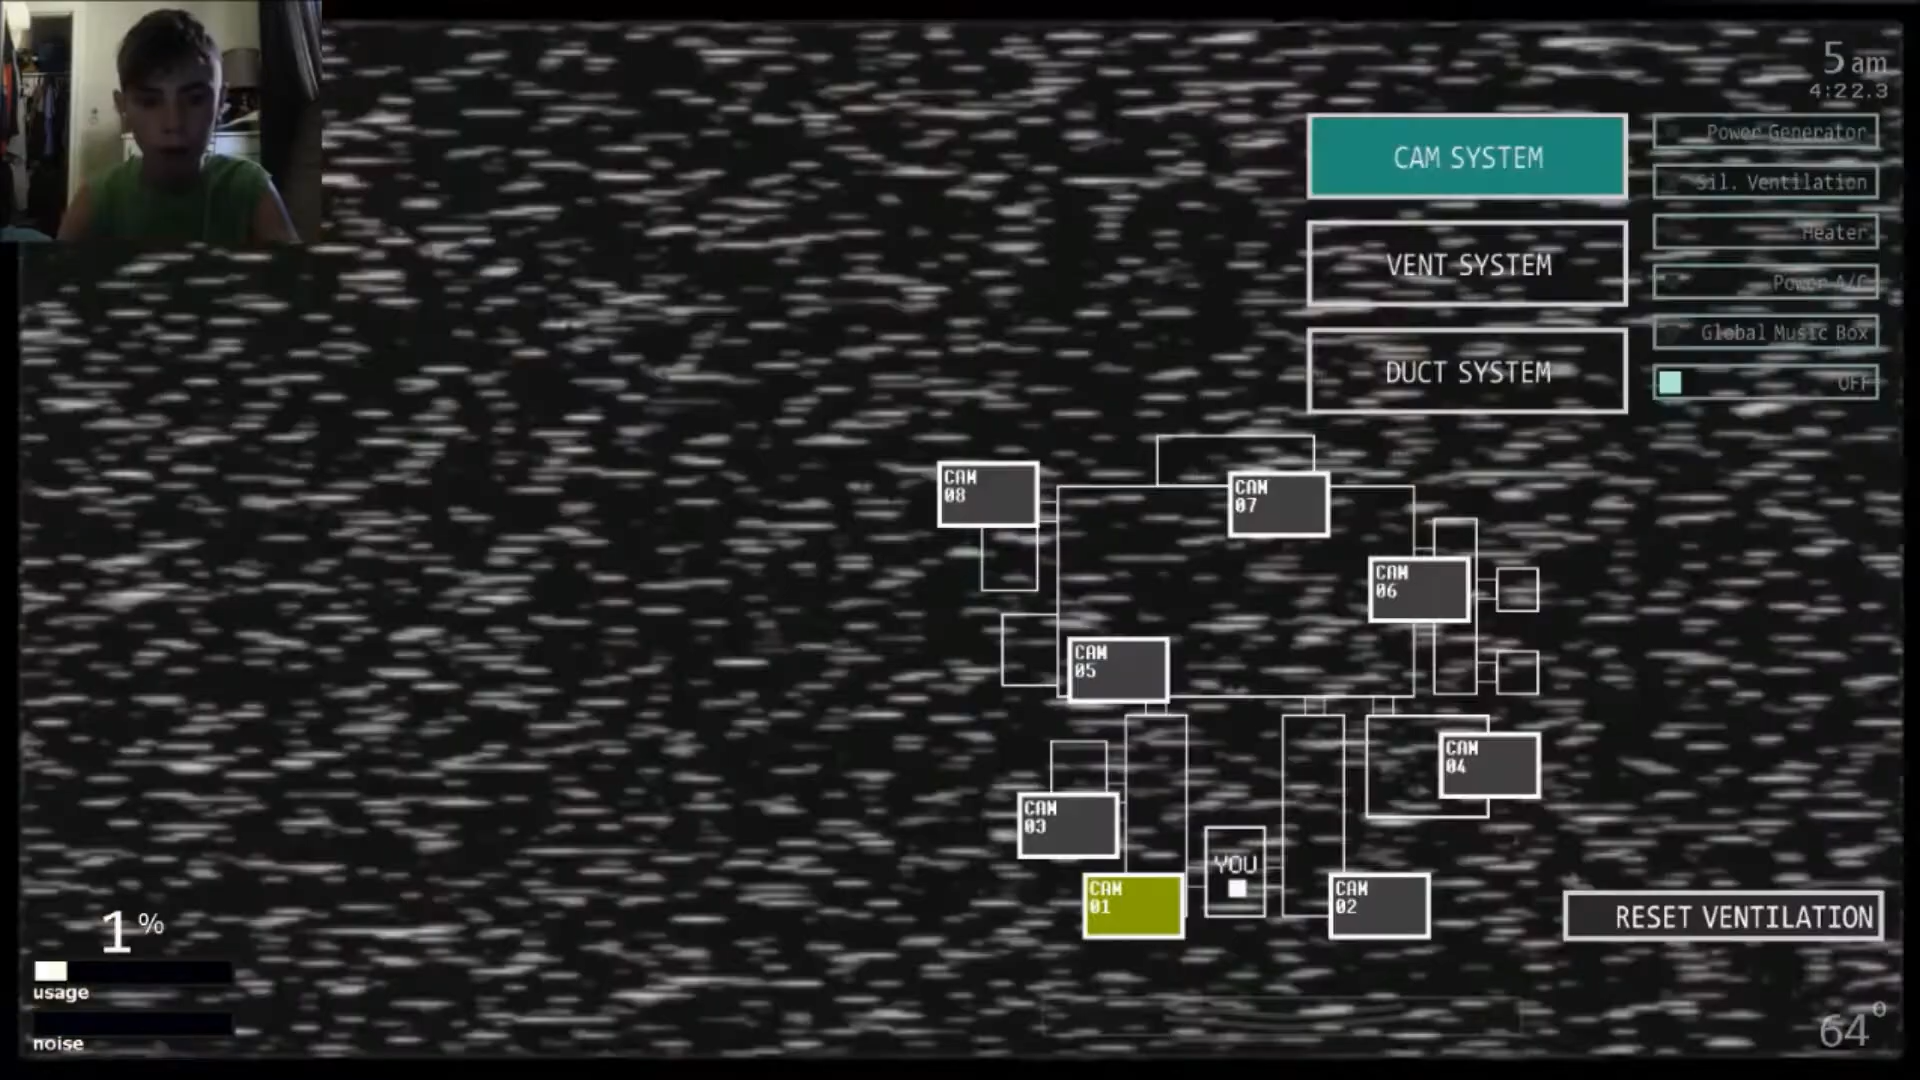 5 am
4:22.3
CAM SYSTEM
VENT SYSTEM
DUCT SYSTEM
Power Generator
Sil. Ventilation
Heater
Power A/C
Global Music Box
OFF
CAM
08
CAM
07
CAM
06
CAM
05
CAM
04
CAM
03
YOU
CAM
01
CAM
02
RESET VENTILATION
1%
usage
noise
64°